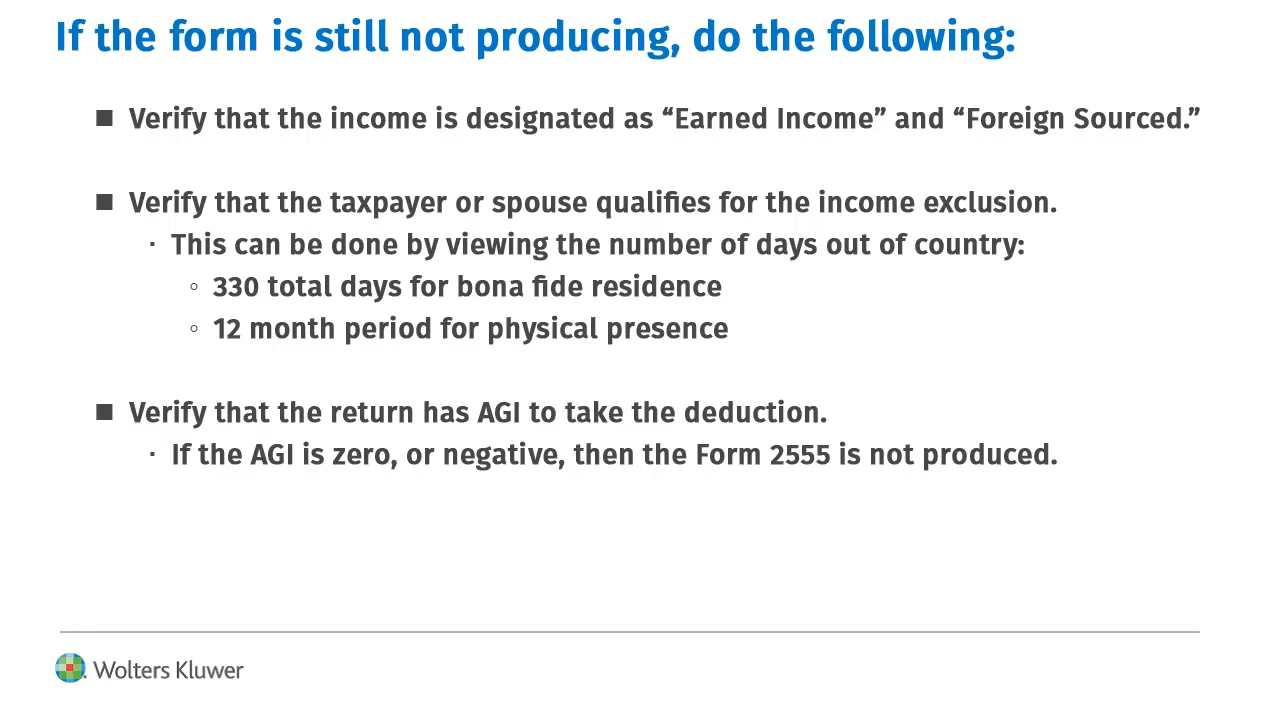 If the form is still not producing, do the following:
■ Verify that the income is designated as “Earned Income” and “Foreign Sourced.”
■ Verify that the taxpayer or spouse qualifies for the income exclusion.
· This can be done by viewing the number of days out of country:
◦ 330 total days for bona fide residence
◦ 12 month period for physical presence
■ Verify that the return has AGI to take the deduction.
· If the AGI is zero, or negative, then the Form 2555 is not produced.
Wolters Kluwer